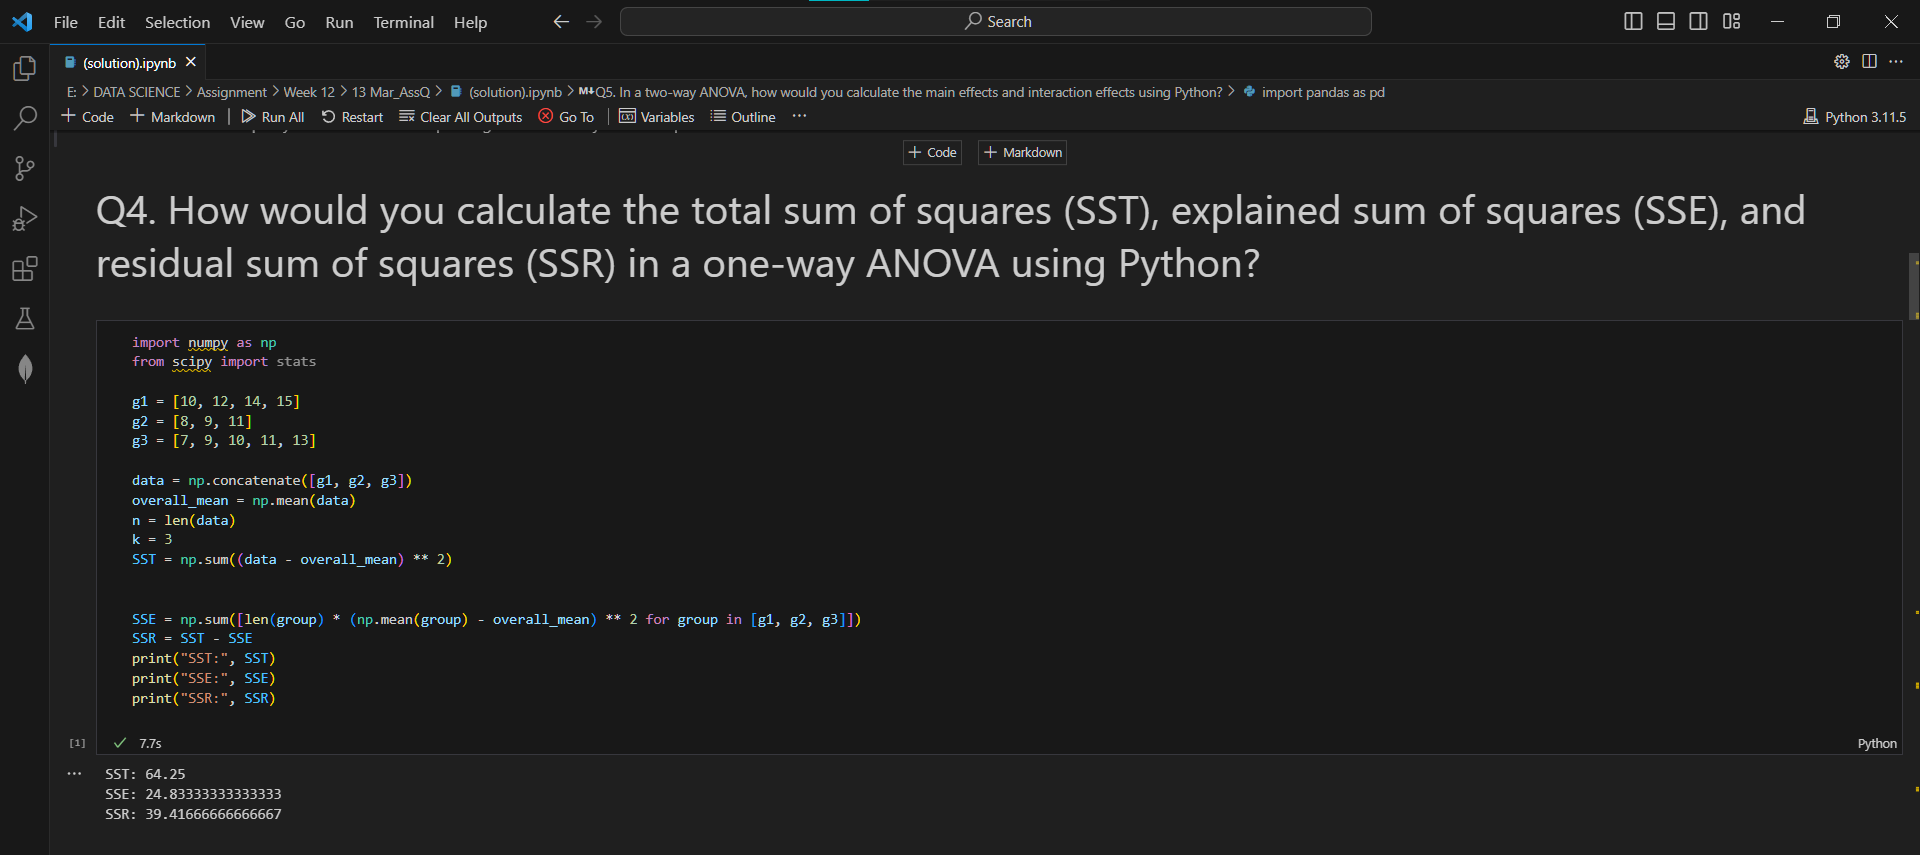 File Edit Selection View Go Run Terminal Help Search
(solution).ipynb
E: > DATA SCIENCE > Assignment > Week 12 > 13 Mar_AssQ > (solution).ipynb > M↓Q5. In a two-way ANOVA, how would you calculate the main effects and interaction effects using Python? > import pandas as pd
+ Code + Markdown | Run All Restart Clear All Outputs Go To | Variables Outline ... Python 3.11.5
+ Code + Markdown
Q4. How would you calculate the total sum of squares (SST), explained sum of squares (SSE), and
residual sum of squares (SSR) in a one-way ANOVA using Python?
import numpy as np
from scipy import stats
g1 = [10, 12, 14, 15]
g2 = [8, 9, 11]
g3 = [7, 9, 10, 11, 13]
data = np.concatenate([g1, g2, g3])
overall_mean = np.mean(data)
n = len(data)
k = 3
SST = np.sum((data - overall_mean) ** 2)
SSE = np.sum([len(group) * (np.mean(group) - overall_mean) ** 2 for group in [g1, g2, g3]])
SSR = SST - SSE
print("SST:", SST)
print("SSE:", SSE)
print("SSR:", SSR)
[1] 7.7s Python
... SST: 64.25
SSE: 24.83333333333333
SSR: 39.41666666666667